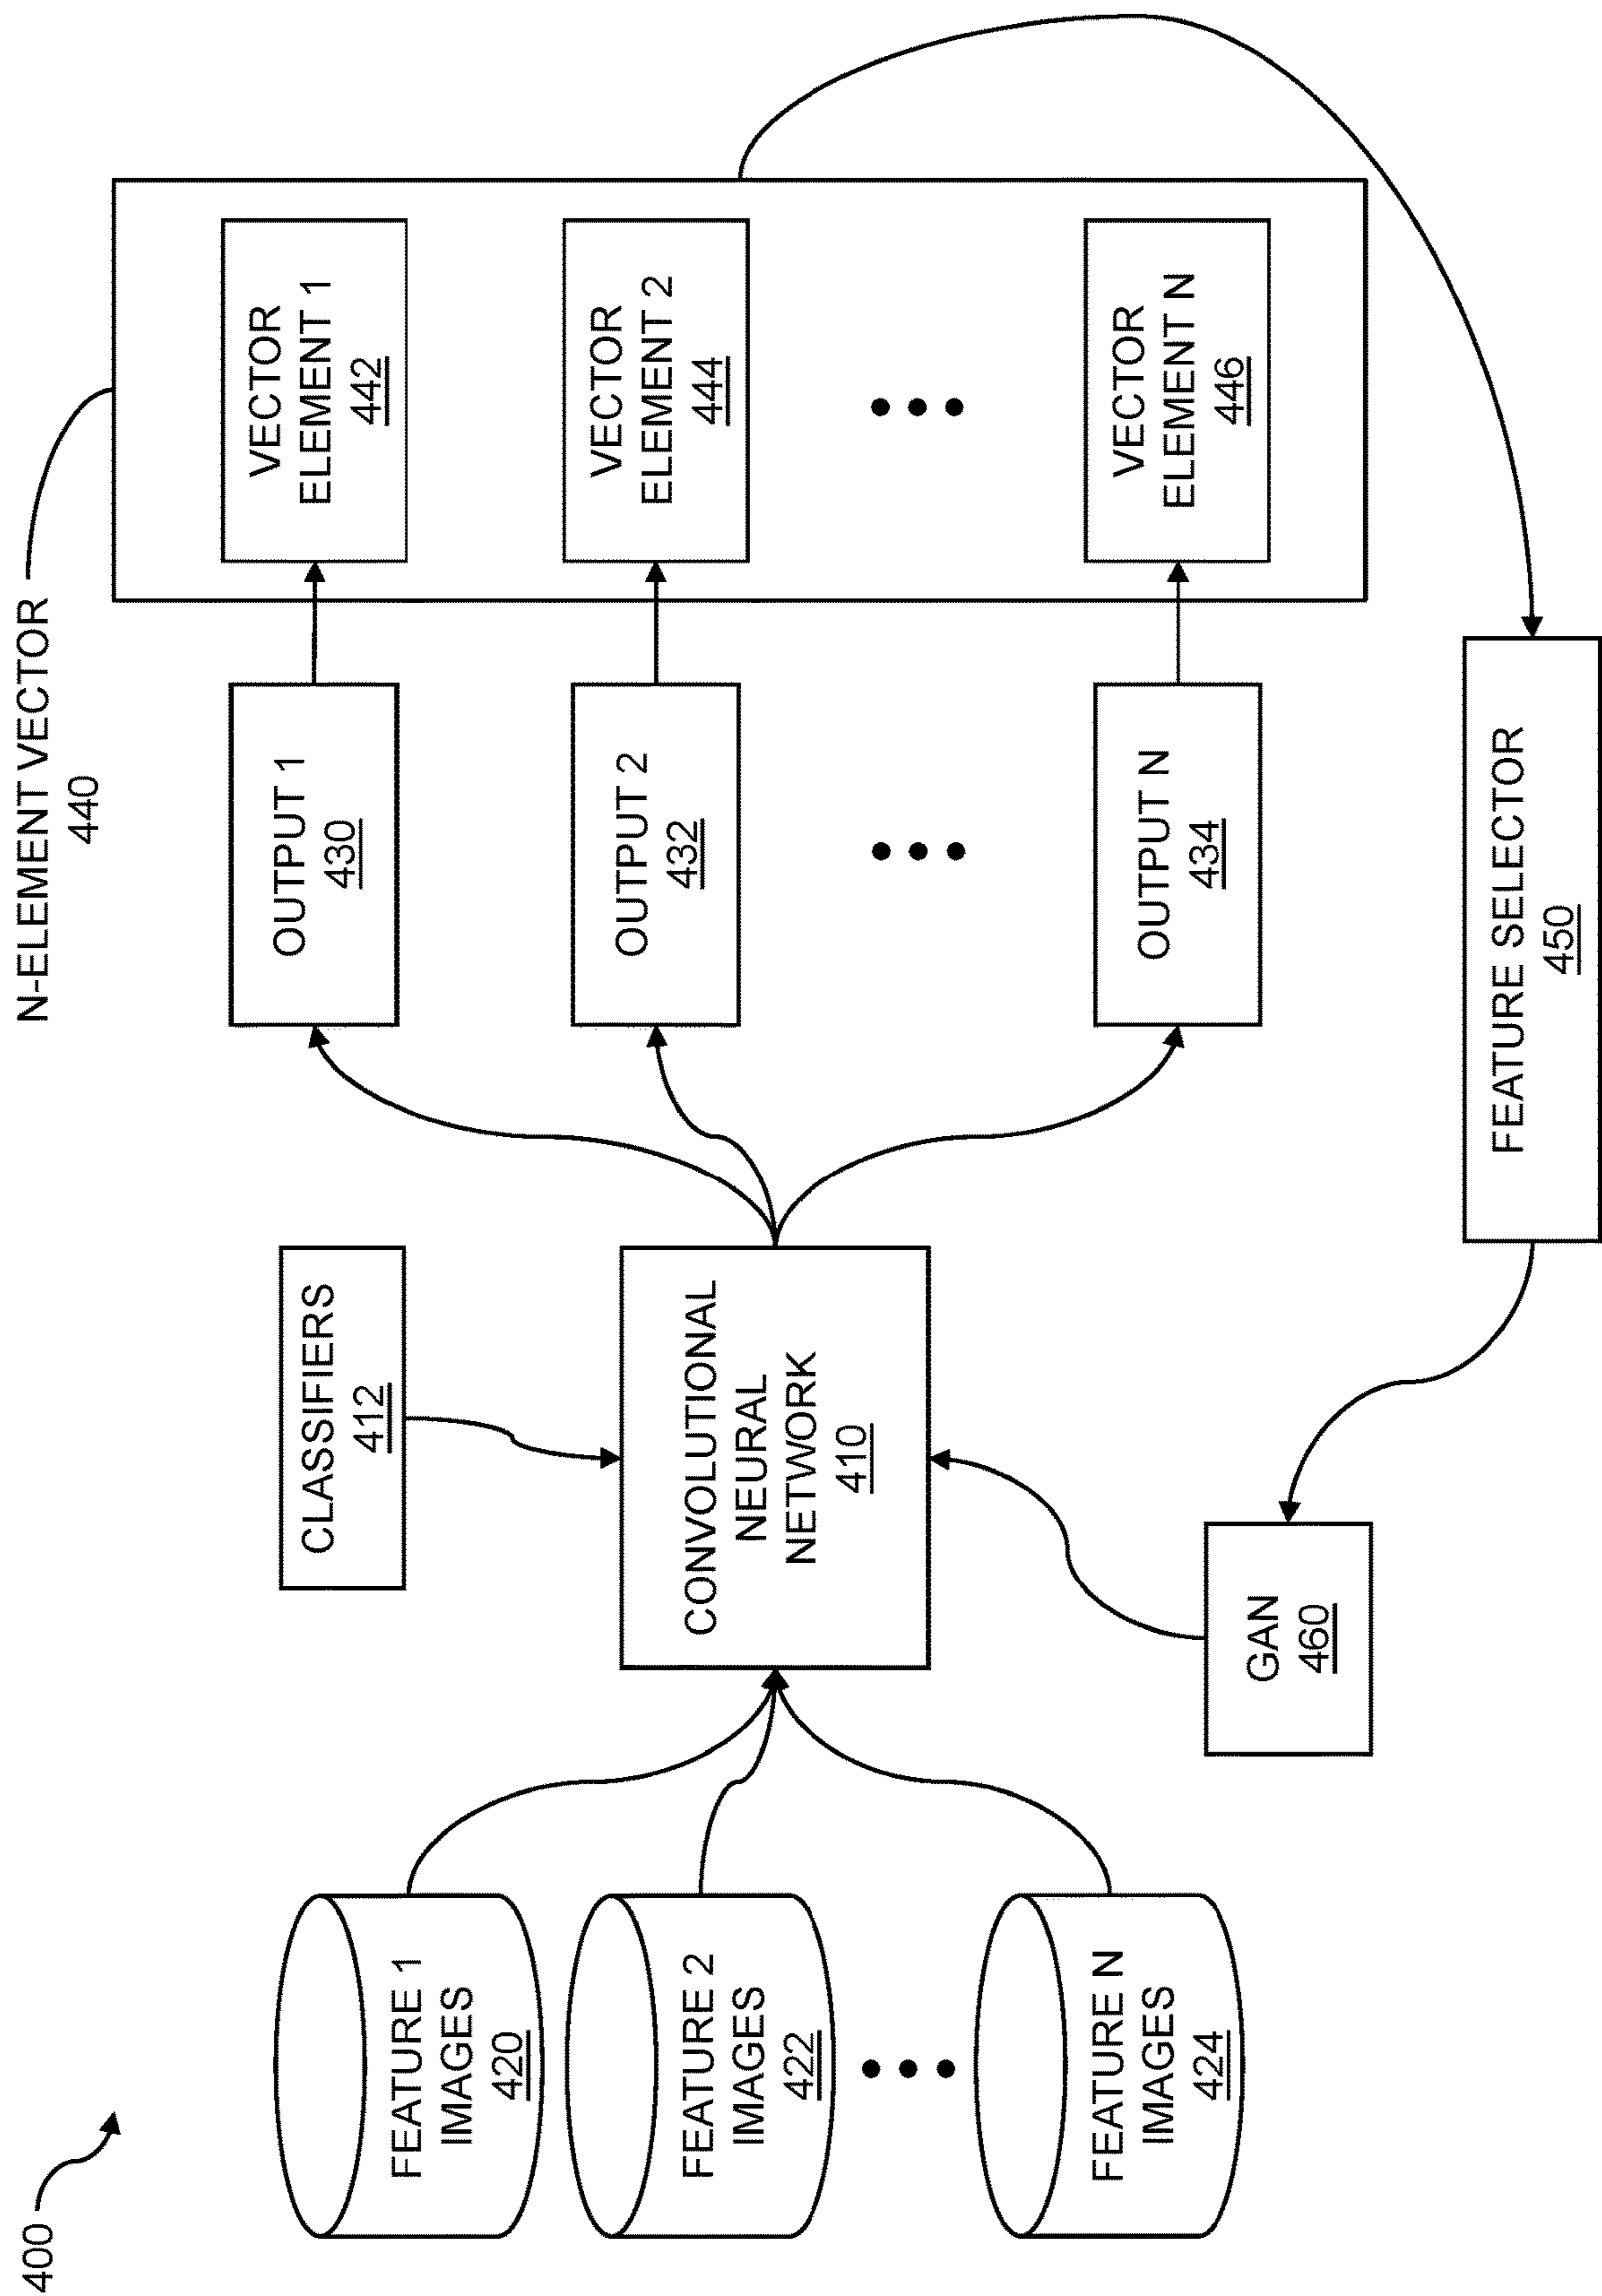 400
FEATURE 1
IMAGES
420
FEATURE 2
IMAGES
422
FEATURE N
IMAGES
424
CLASSIFIERS
412
CONVOLUTIONAL
NEURAL
NETWORK
410
GAN
460
OUTPUT 1
430
OUTPUT 2
432
OUTPUT N
434
N-ELEMENT VECTOR
440
VECTOR
ELEMENT 1
442
VECTOR
ELEMENT 2
444
VECTOR
ELEMENT N
446
FEATURE SELECTOR
450